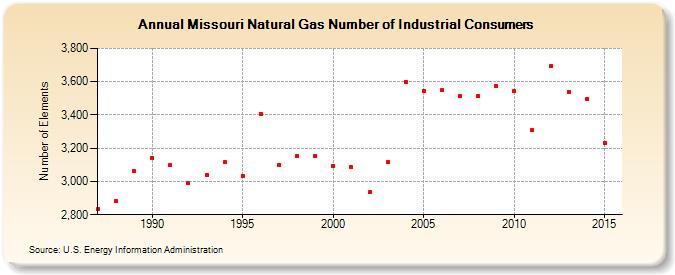 Annual Missouri Natural Gas Number of Industrial Consumers
Number of Elements
3,800
3,600
3,400
3,200
3,000
2,800
1990 1995 2000 2005 2010 2015
Source: U.S. Energy Information Administration